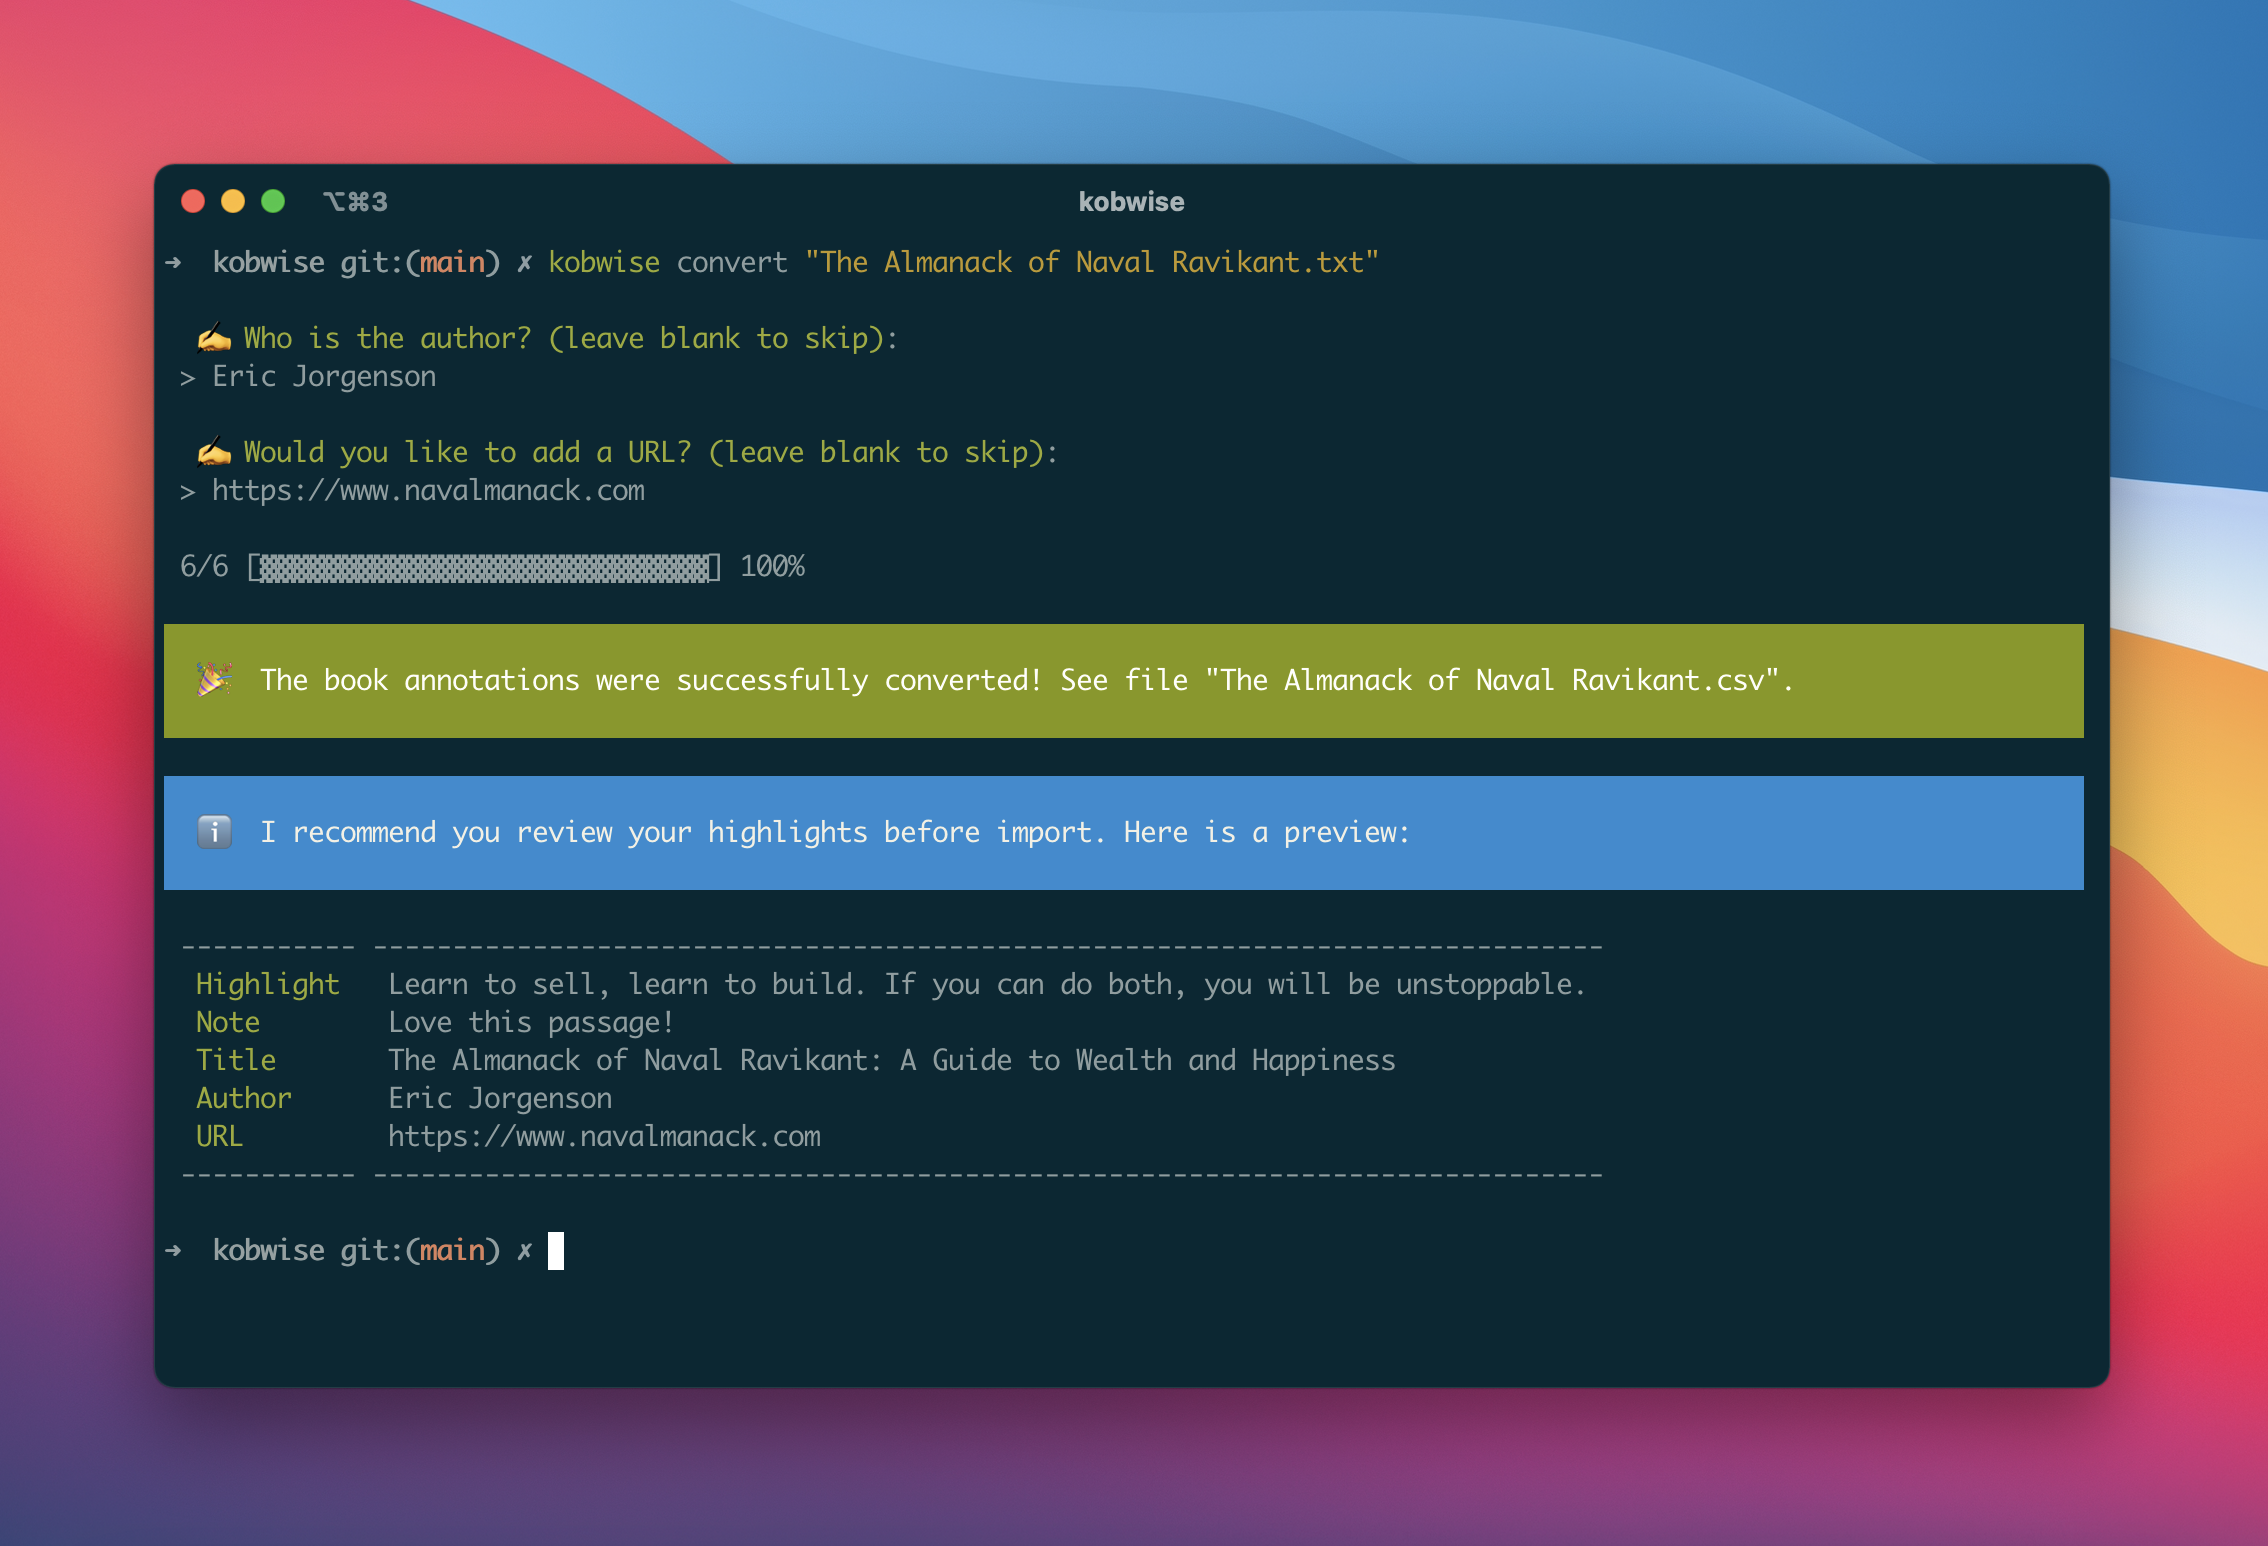 ⌥⌘3
kobwise
➜ kobwise git:(main) ✗ kobwise convert "The Almanack of Naval Ravikant.txt"
✍️ Who is the author? (leave blank to skip):
> Eric Jorgenson
✍️ Would you like to add a URL? (leave blank to skip):
> https://www.navalmanack.com
6/6 [▓▓▓▓▓▓▓▓▓▓▓▓▓▓▓▓▓▓▓▓▓▓▓▓▓▓▓▓] 100%
🎉 The book annotations were successfully converted! See file "The Almanack of Naval Ravikant.csv".
ℹ️ I recommend you review your highlights before import. Here is a preview:
----------- -----------------------------------------------------------------------------
Highlight Learn to sell, learn to build. If you can do both, you will be unstoppable.
Note Love this passage!
Title The Almanack of Naval Ravikant: A Guide to Wealth and Happiness
Author Eric Jorgenson
URL https://www.navalmanack.com
----------- -----------------------------------------------------------------------------
➜ kobwise git:(main) ✗